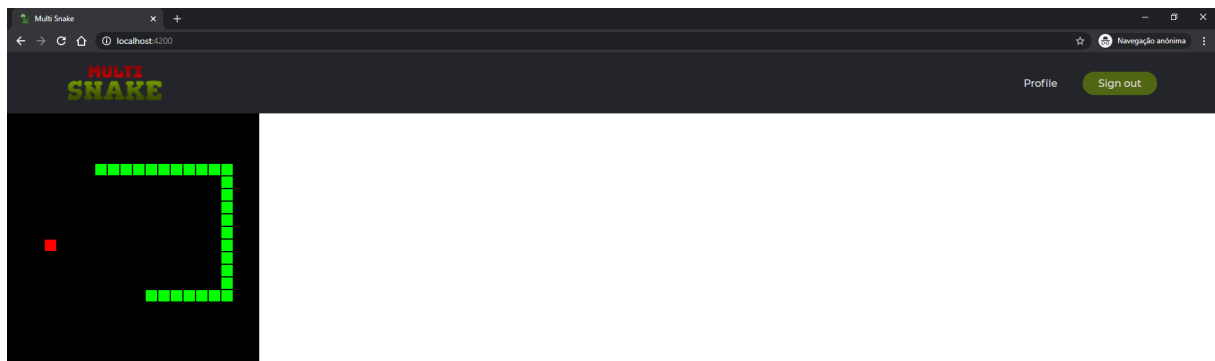 Multi Snake
localhost:4200
Navegação anónima
MULTI
SNAKE
Profile
Sign out